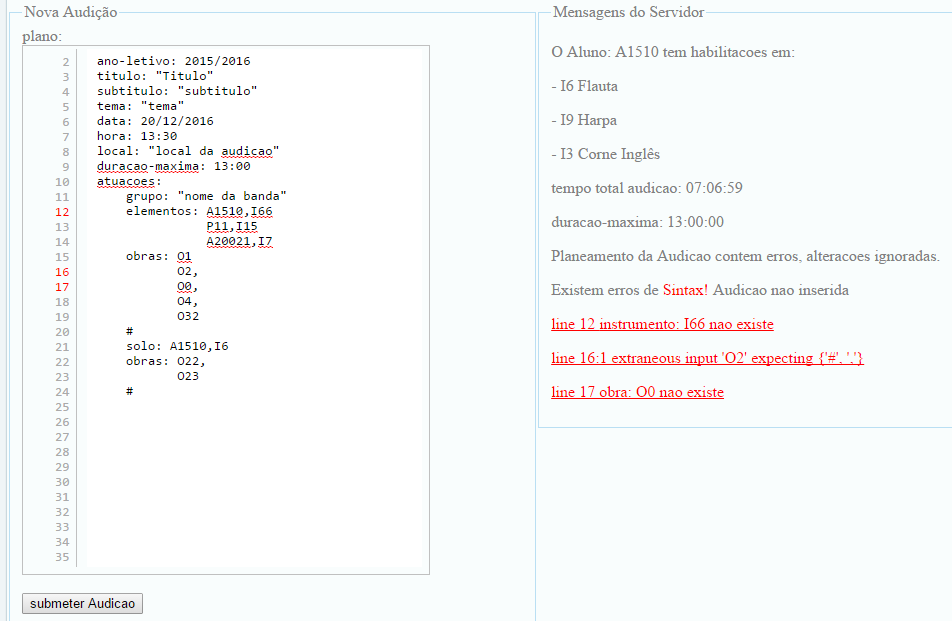 Nova Audição
plano:
2 ano-letivo: 2015/2016
3 titulo: "Titulo"
4 subtitulo: "subtitulo"
5 tema: "tema"
6 data: 20/12/2016
7 hora: 13:30
8 local: "local da audicao"
9 duracao-maxima: 13:00
10 atuacoes:
11 grupo: "nome da banda"
12 elementos: A1510,I66
13 P11,I15
14 A20021,I7
15 obras: O1
16 O2,
17 O0,
18 O4,
19 O32
20 #
21 solo: A1510,I6
22 obras: O22,
23 O23
24 #
25
26
27
28
29
30
31
32
33
34
35
submeter Audicao
Mensagens do Servidor
O Aluno: A1510 tem habilitacoes em:
- I6 Flauta
- I9 Harpa
- I3 Corne Inglês
tempo total audicao: 07:06:59
duracao-maxima: 13:00:00
Planeamento da Audicao contem erros, alteracoes ignoradas.
Existem erros de Sintax! Audicao nao inserida
line 12 instrumento: I66 nao existe
line 16:1 extraneous input 'O2' expecting {'#', ','}
line 17 obra: O0 nao existe